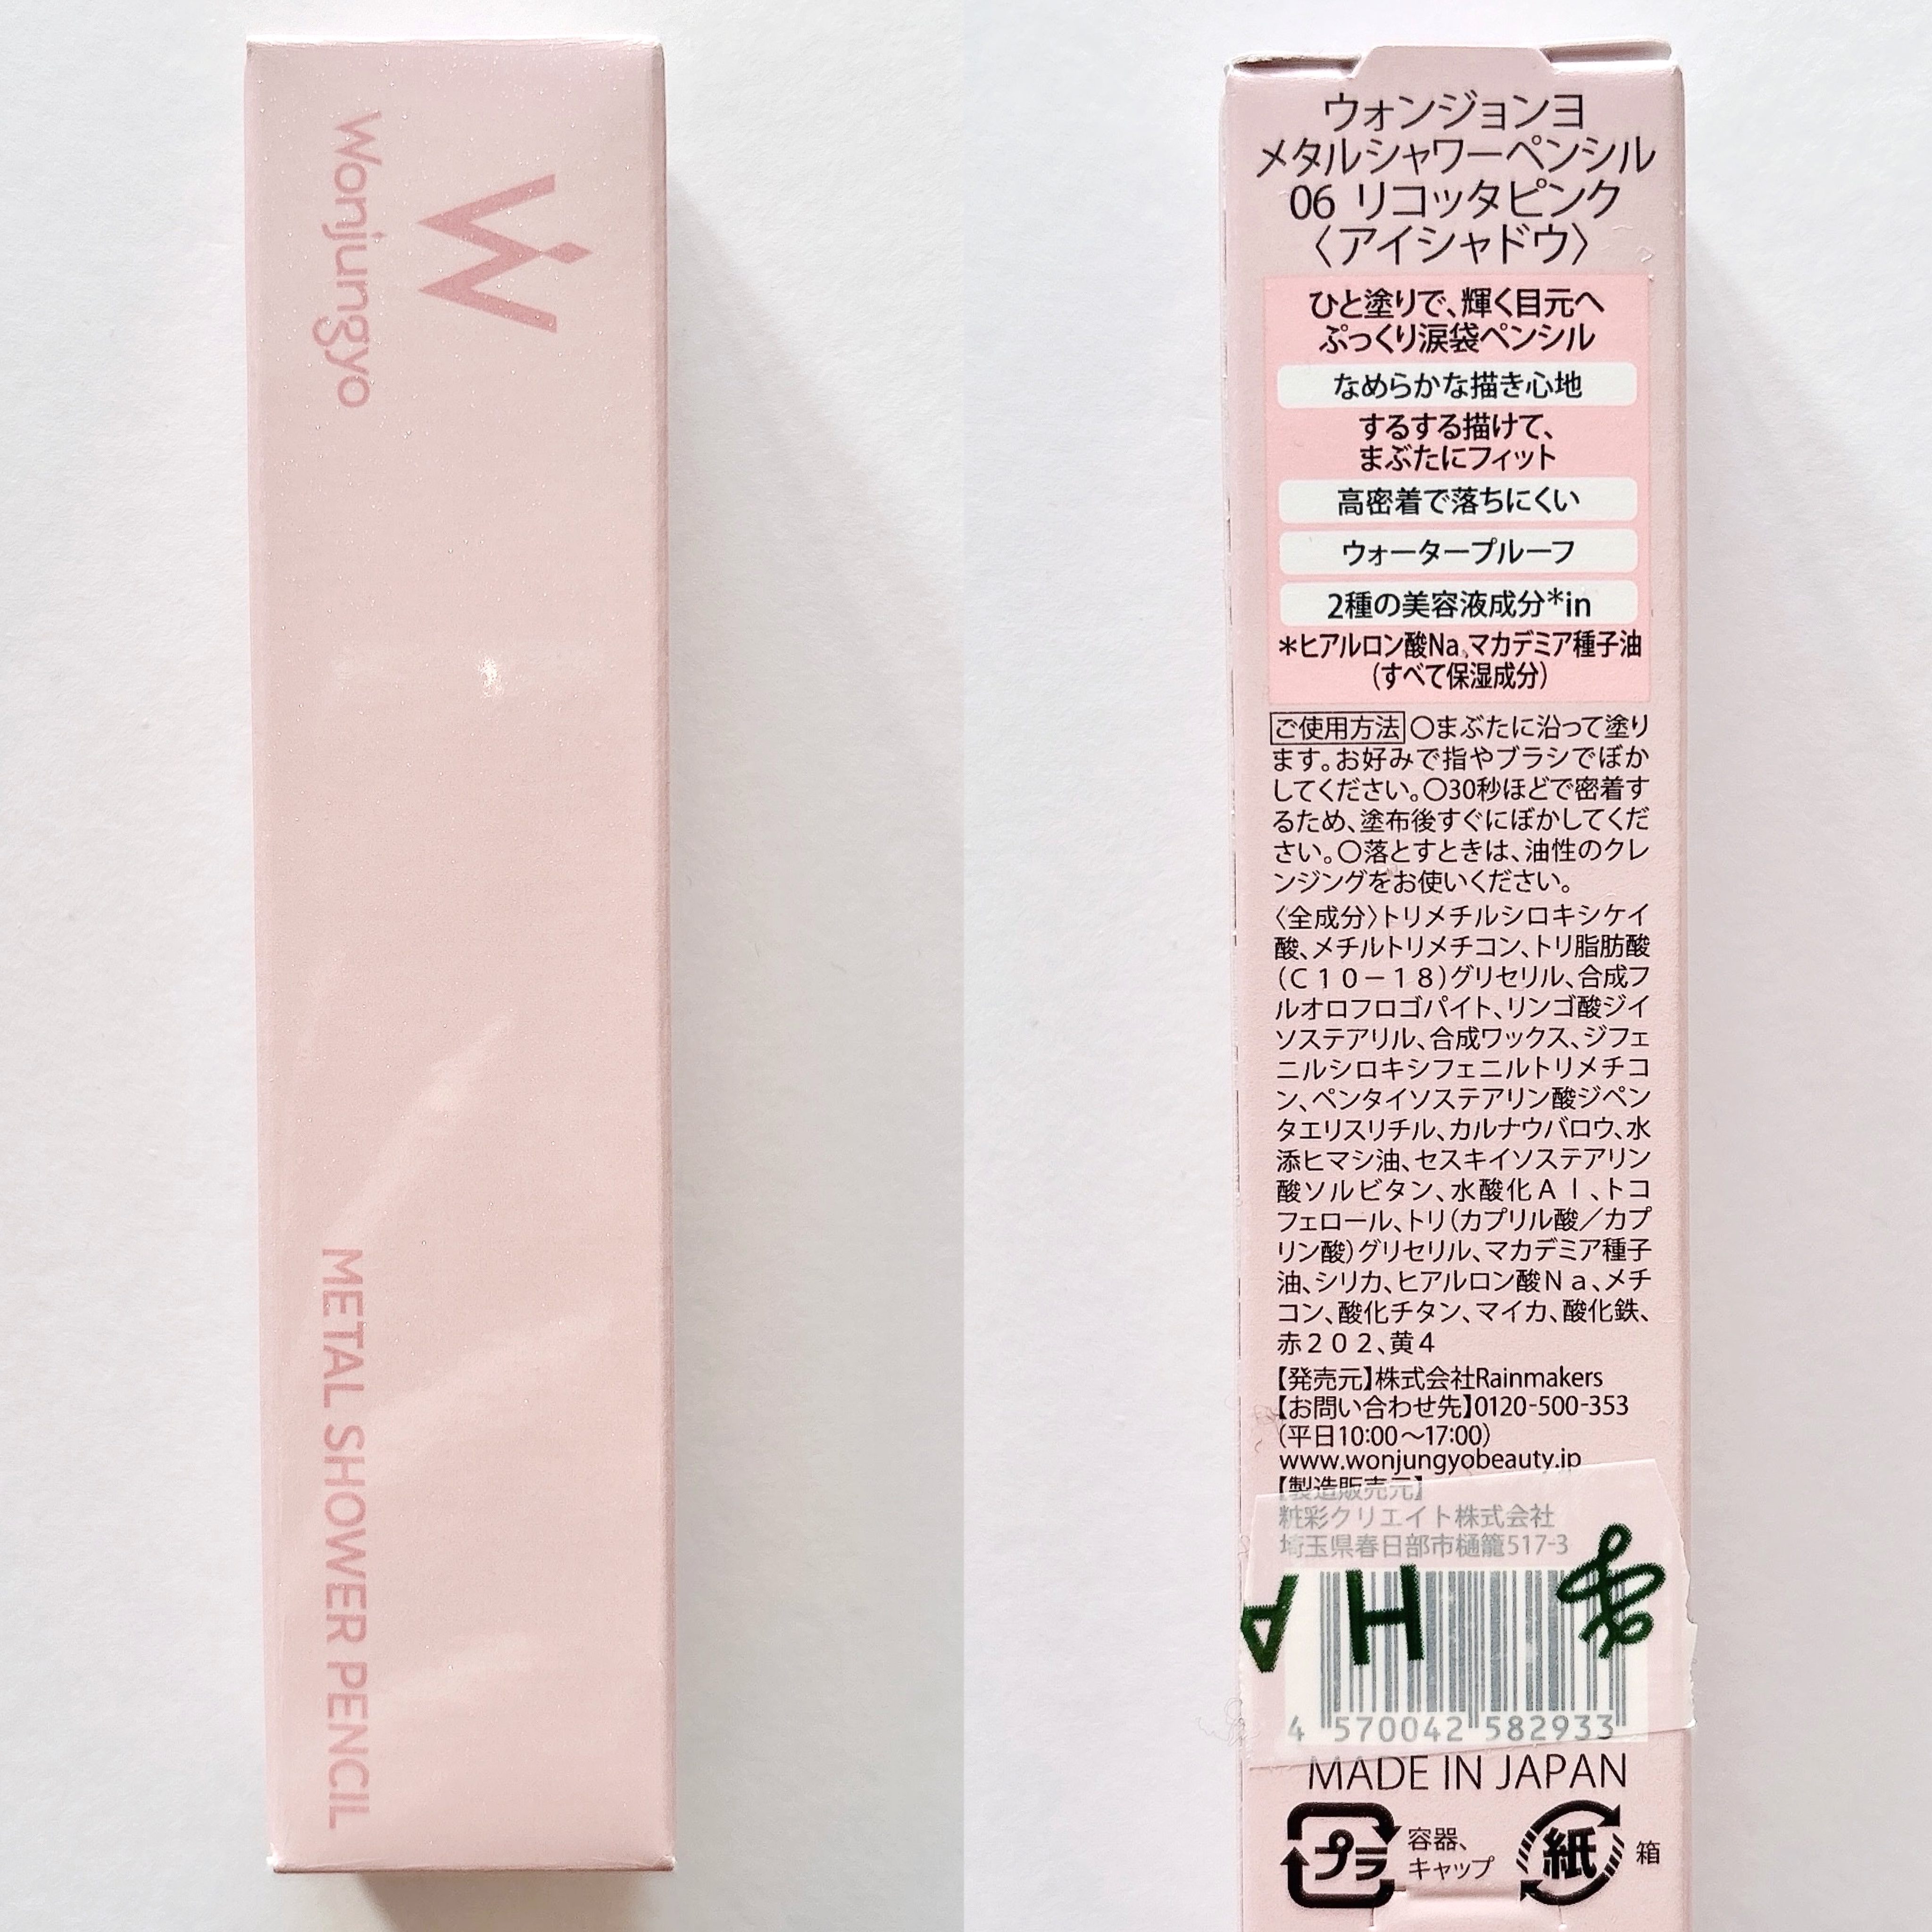 Wonjungyo
METAL SHOWER PENCIL
ウォンジョンヨ
メタルシャワーペンシル
06 リコッタピンク
〈アイシャドウ〉
ひと塗りで、輝く目元へ
ぷっくり涙袋ペンシル
なめらかな描き心地
するする描けて、
まぶたにフィット
高密着で落ちにくい
ウォータープルーフ
2種の美容液成分*in
*ヒアルロン酸Na、マカデミア種子油
(すべて保湿成分)
ご使用方法 〇まぶたに沿って塗り
ます。お好みで指やブラシでぼか
してください。〇30秒ほどで密着す
るため、塗布後すぐにぼかしてくだ
さい。〇落とすときは、油性のクレ
ンジングをお使いください。
〈全成分〉トリメチルシロキシケイ
酸、メチルトリメチコン、トリ脂肪酸
(C10-18)グリセリル、合成フ
ルオロフロゴパイト、リンゴ酸ジイ
ソステアリル、合成ワックス、ジフェ
ニルシロキシフェニルトリメチコ
ン、ペンタイソステアリン酸ジペン
タエリスリチル、カルナウバロウ、水
添ヒマシ油、セスキイソステアリン
酸ソルビタン、水酸化Al、トコ
フェロール、トリ(カプリル酸/カプ
リン酸)グリセリル、マカデミア種子
油、シリカ、ヒアルロン酸Na、メチ
コン、酸化チタン、マイカ、酸化鉄、
赤202、黄4
【発売元】株式会社Rainmakers
【お問い合わせ先】0120-500-353
(平日10:00～17:00)
www.wonjungyobeauty.jp
【製造販売元】
粧彩クリエイト株式会社
埼玉県春日部市樋籠517-3
H A
4 570042 582933
MADE IN JAPAN
プラ 容器、
キャップ
紙 箱